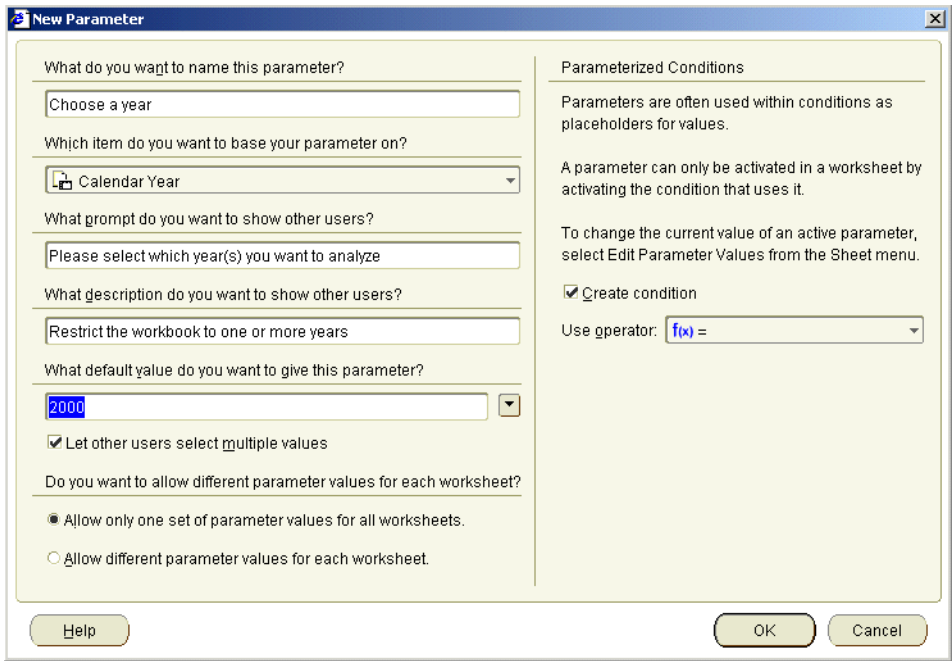 New Parameter
What do you want to name this parameter?
Choose a year
Which item do you want to base your parameter on?
Calendar Year
What prompt do you want to show other users?
Please select which year(s) you want to analyze
What description do you want to show other users?
Restrict the workbook to one or more years
What default value do you want to give this parameter?
2000
Let other users select multiple values
Do you want to allow different parameter values for each worksheet?
Allow only one set of parameter values for all worksheets.
Allow different parameter values for each worksheet.
Parameterized Conditions
Parameters are often used within conditions as
placeholders for values.
A parameter can only be activated in a worksheet by
activating the condition that uses it.
To change the current value of an active parameter,
select Edit Parameter Values from the Sheet menu.
Create condition
Use operator: f(x) =
Help
OK
Cancel